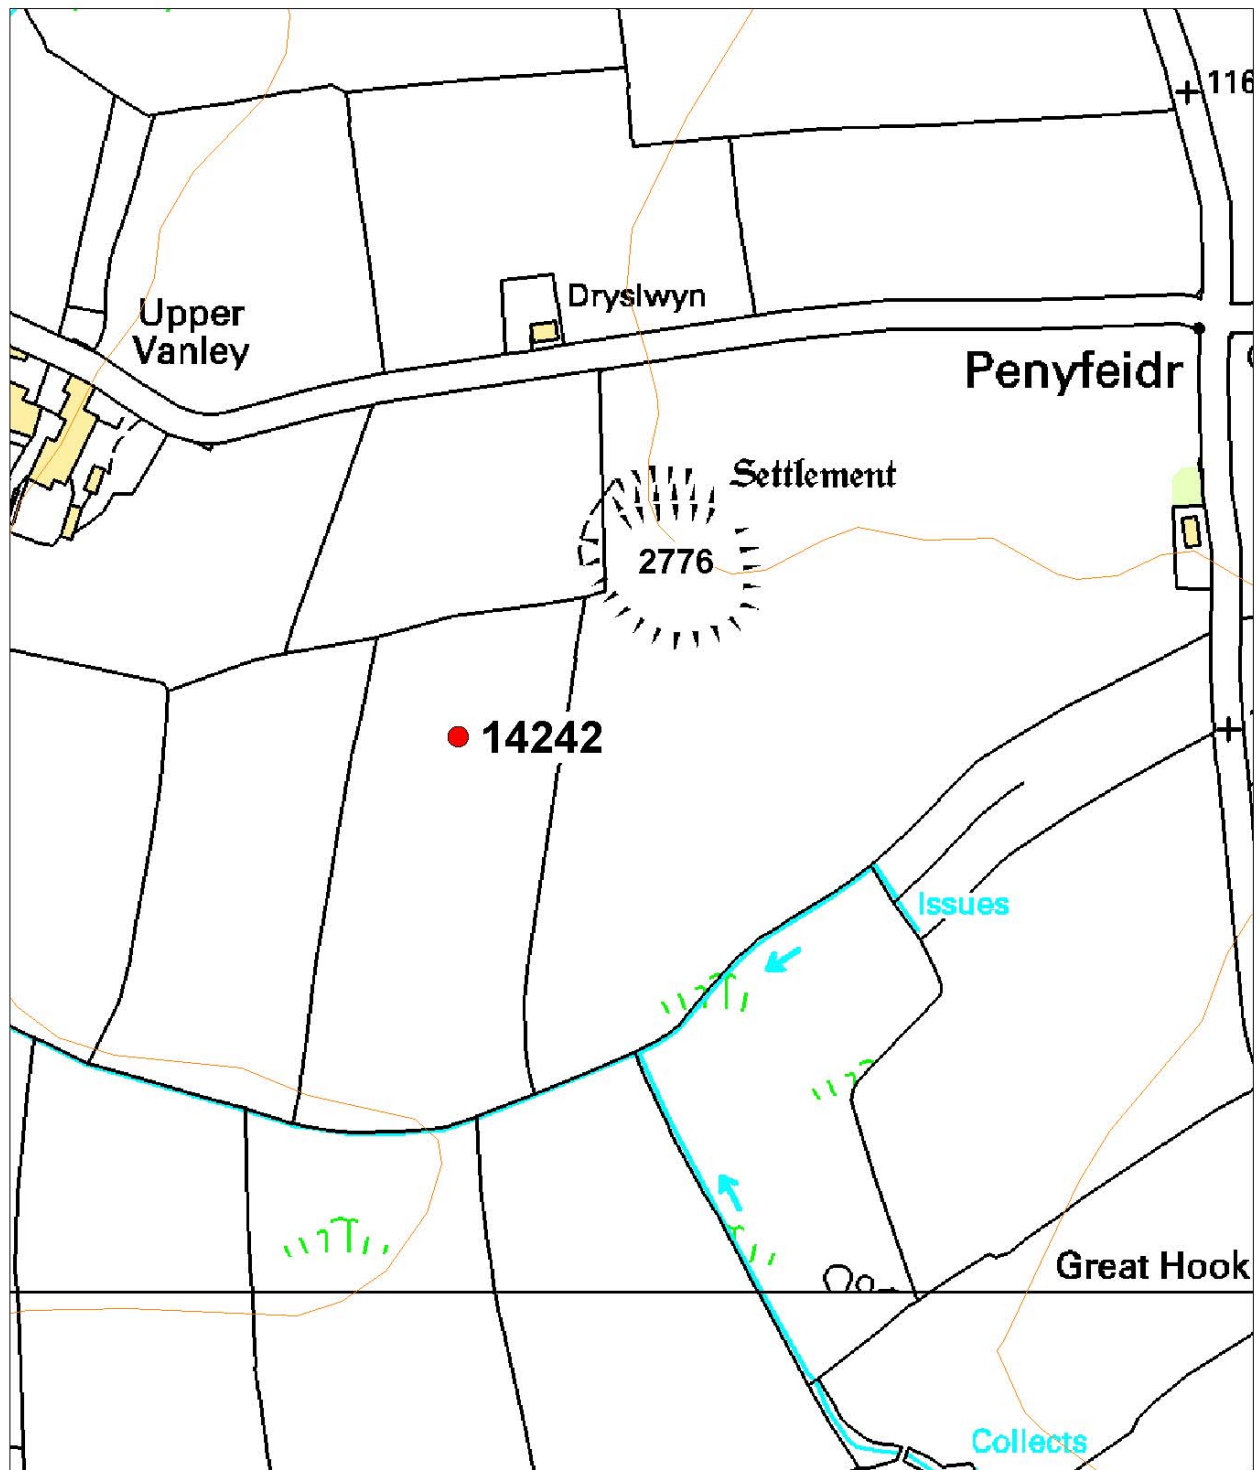 116
Upper
Vanley
Dryslwyn
Penyfeidr
Settlement
2776
14242
Issues
Great Hook
Collects